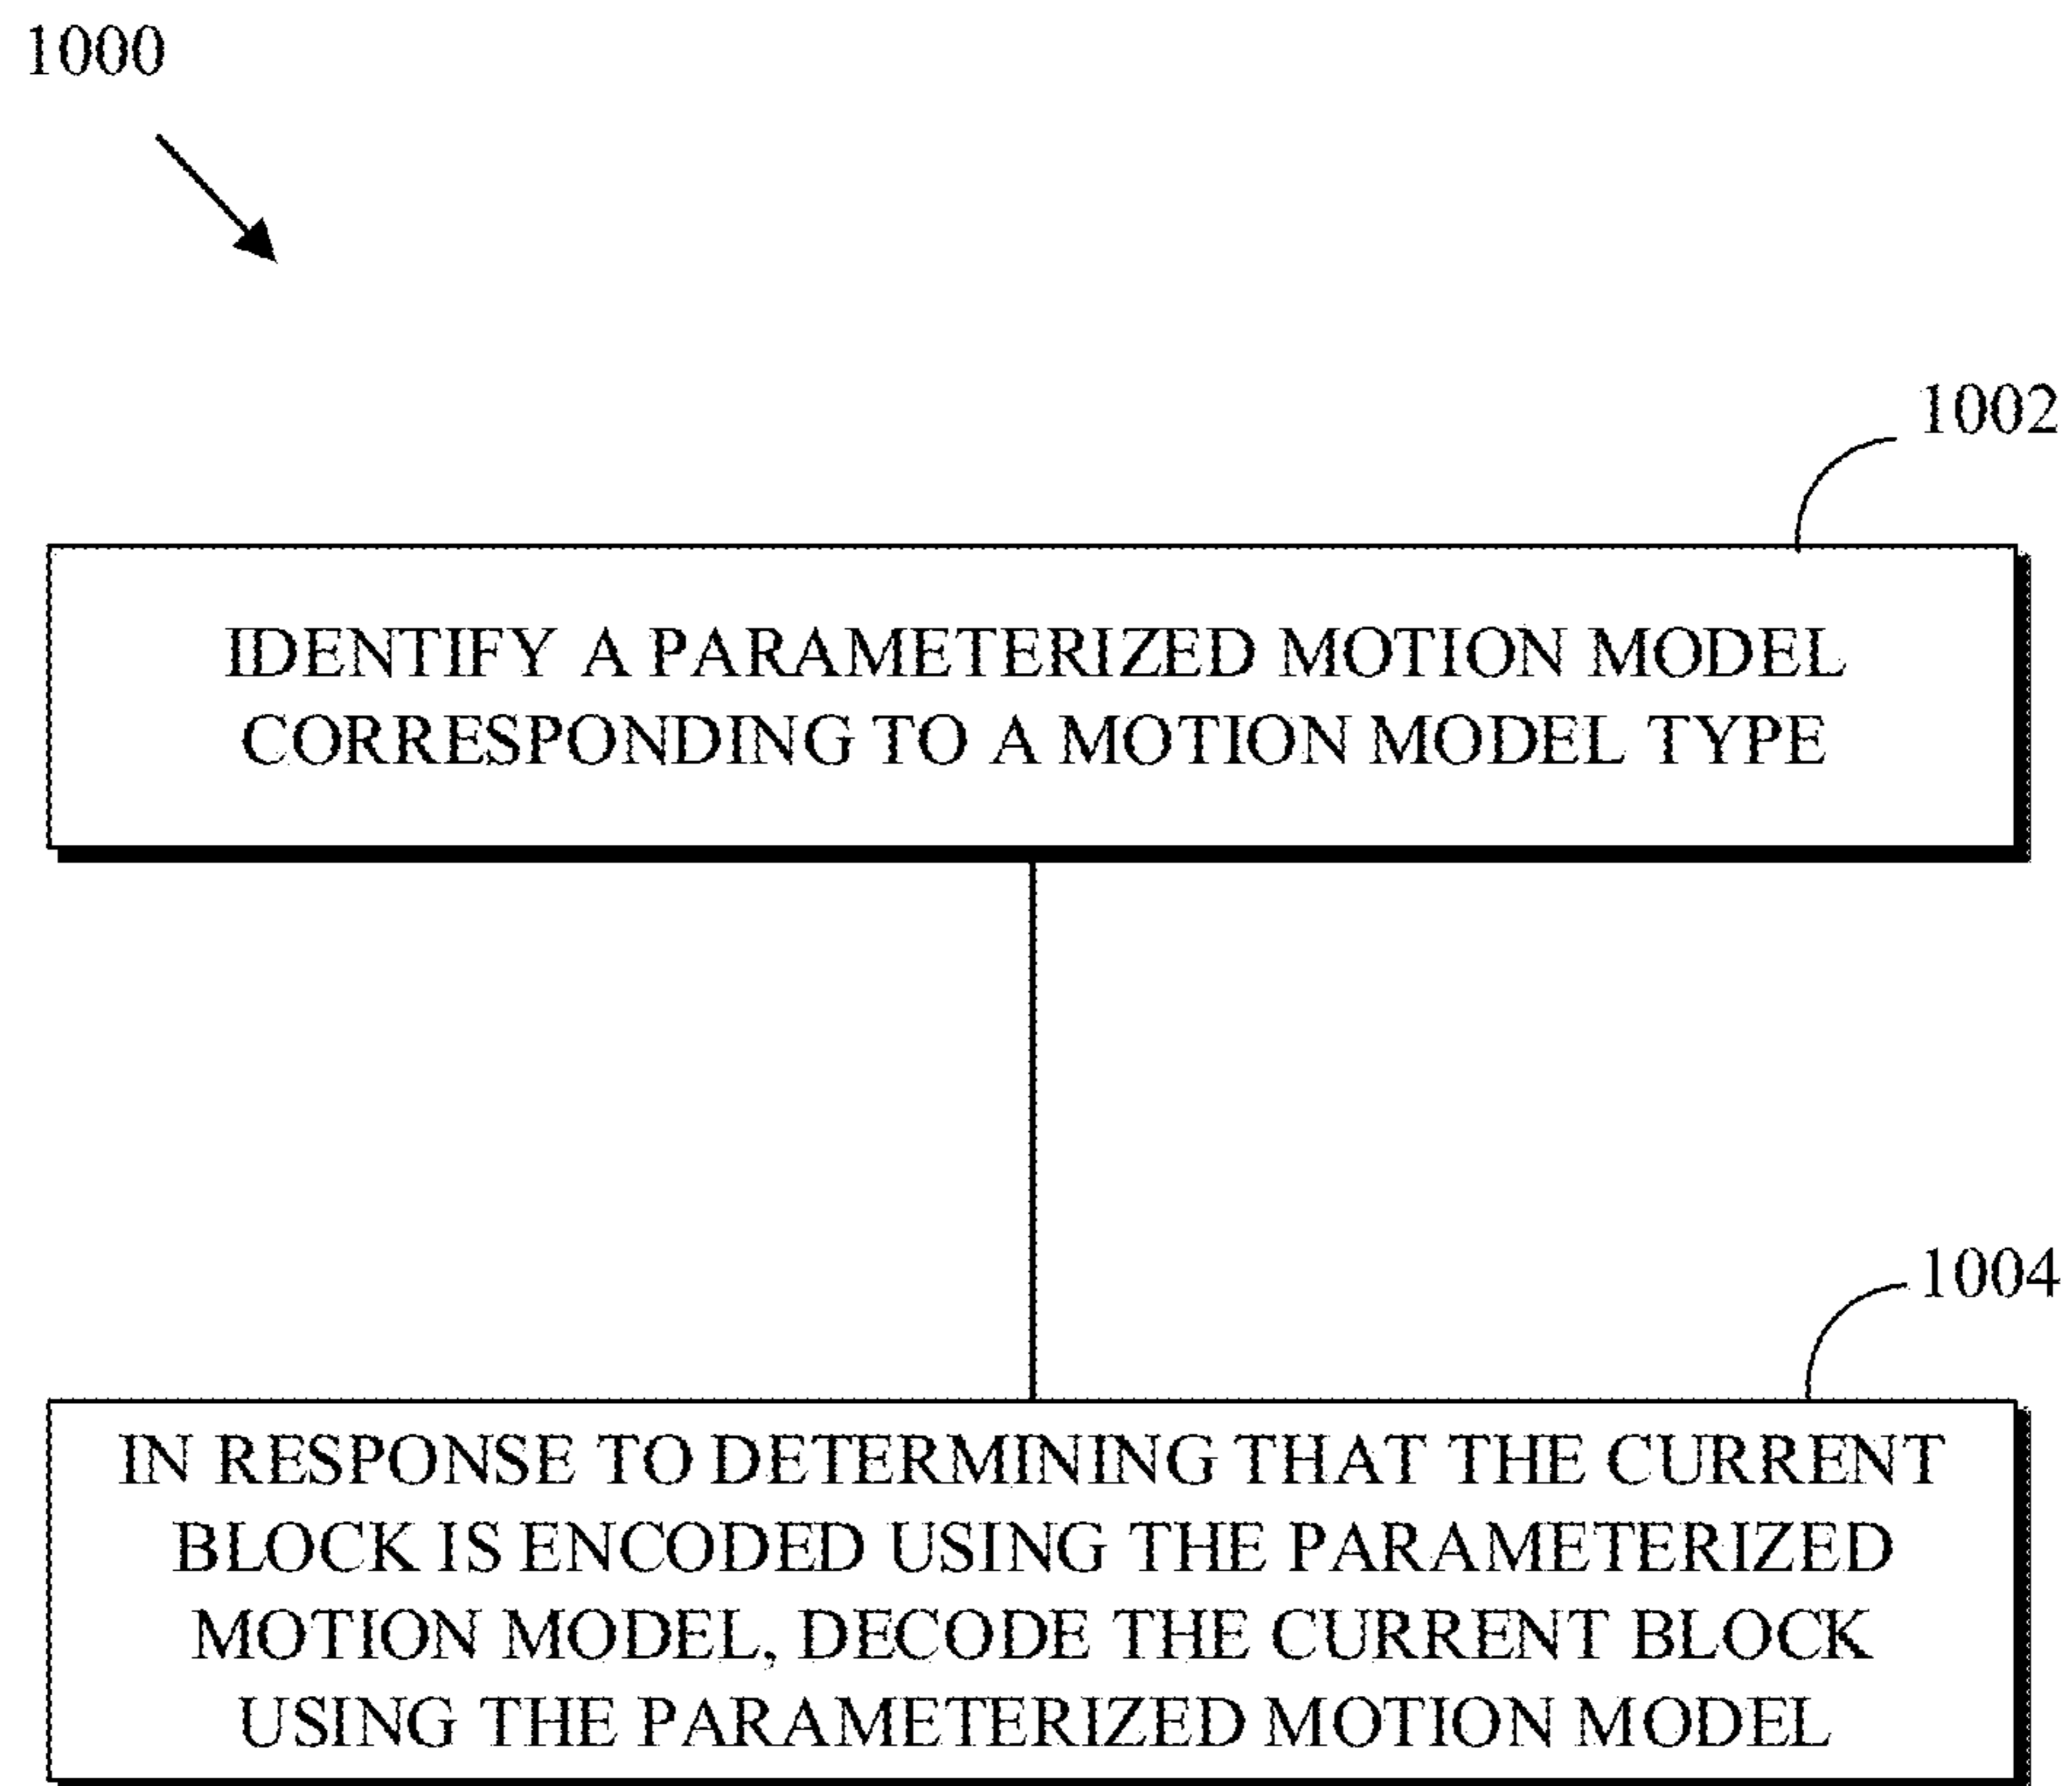 1000
1002
IDENTIFY A PARAMETERIZED MOTION MODEL
CORRESPONDING TO A MOTION MODEL TYPE
1004
IN RESPONSE TO DETERMINING THAT THE CURRENT
BLOCK IS ENCODED USING THE PARAMETERIZED
MOTION MODEL, DECODE THE CURRENT BLOCK
USING THE PARAMETERIZED MOTION MODEL